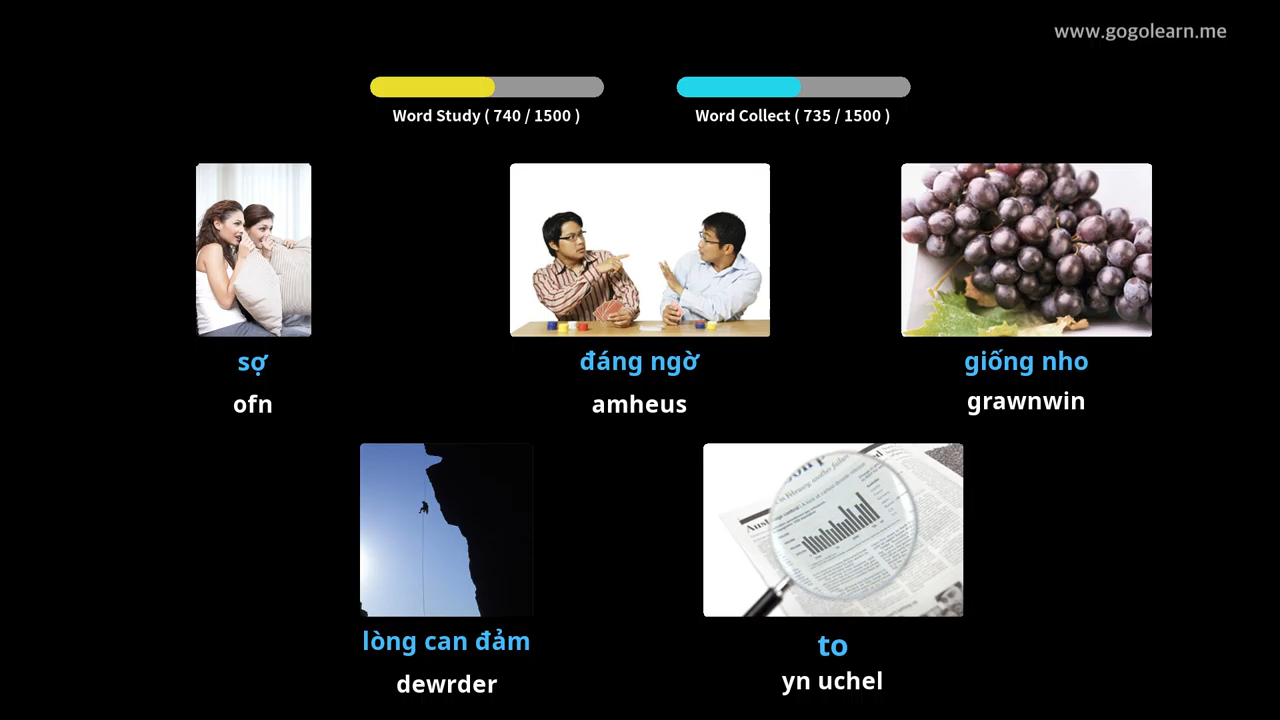 www.gogolearn.me
Word Study ( 740 / 1500 )
Word Collect ( 735 / 1500 )
sợ
ofn
đáng ngờ
amheus
giống nho
grawnwin
lòng can đảm
dewrder
to
yn uchel